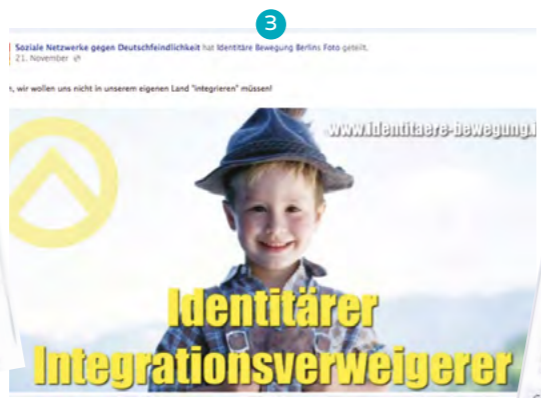 3
Soziale Netzwerke gegen Deutschfeindlichkeit hat Identitäre Bewegung Berlins Foto geteilt.
21. November
, wir wollen uns nicht in unserem eigenen Land "integrieren" müssen!
www.identitaere-bewegung.
Identitärer
Integrationsverweigerer